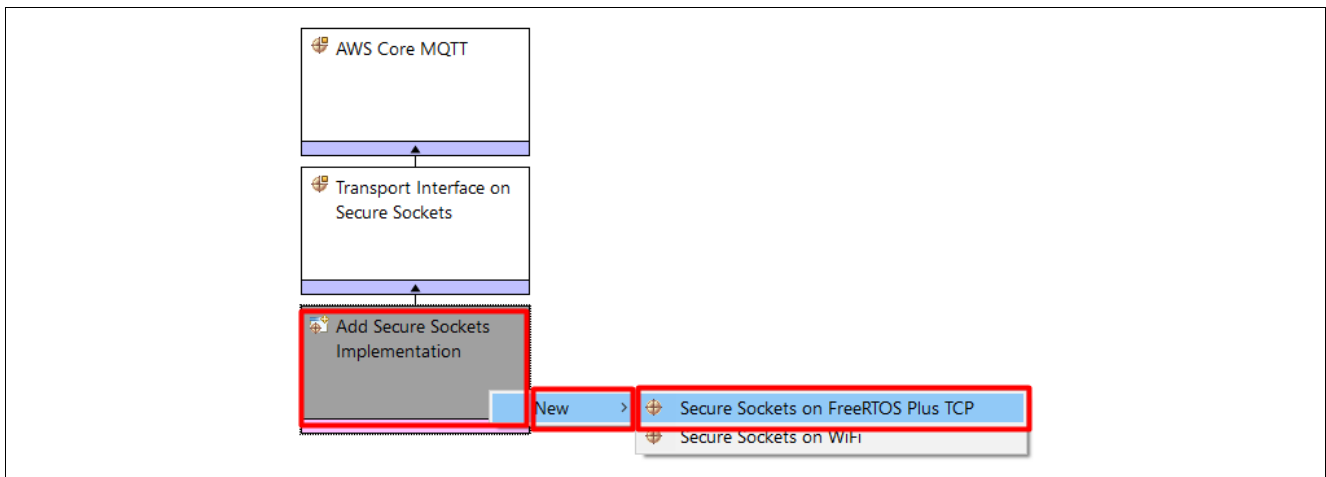 AWS Core MQTT
Transport Interface on
Secure Sockets
Add Secure Sockets
Implementation
New
Secure Sockets on FreeRTOS Plus TCP
Secure Sockets on WiFi